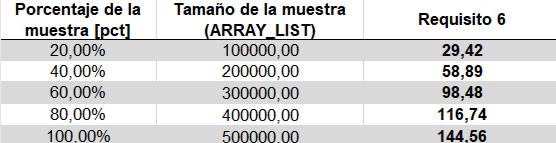 Porcentaje de la muestra [pct] Tamaño de la muestra (ARRAY_LIST) Requisito 6
20,00% 100000,00 29,42
40,00% 200000,00 58,89
60,00% 300000,00 98,48
80,00% 400000,00 116,74
100,00% 500000,00 144,56